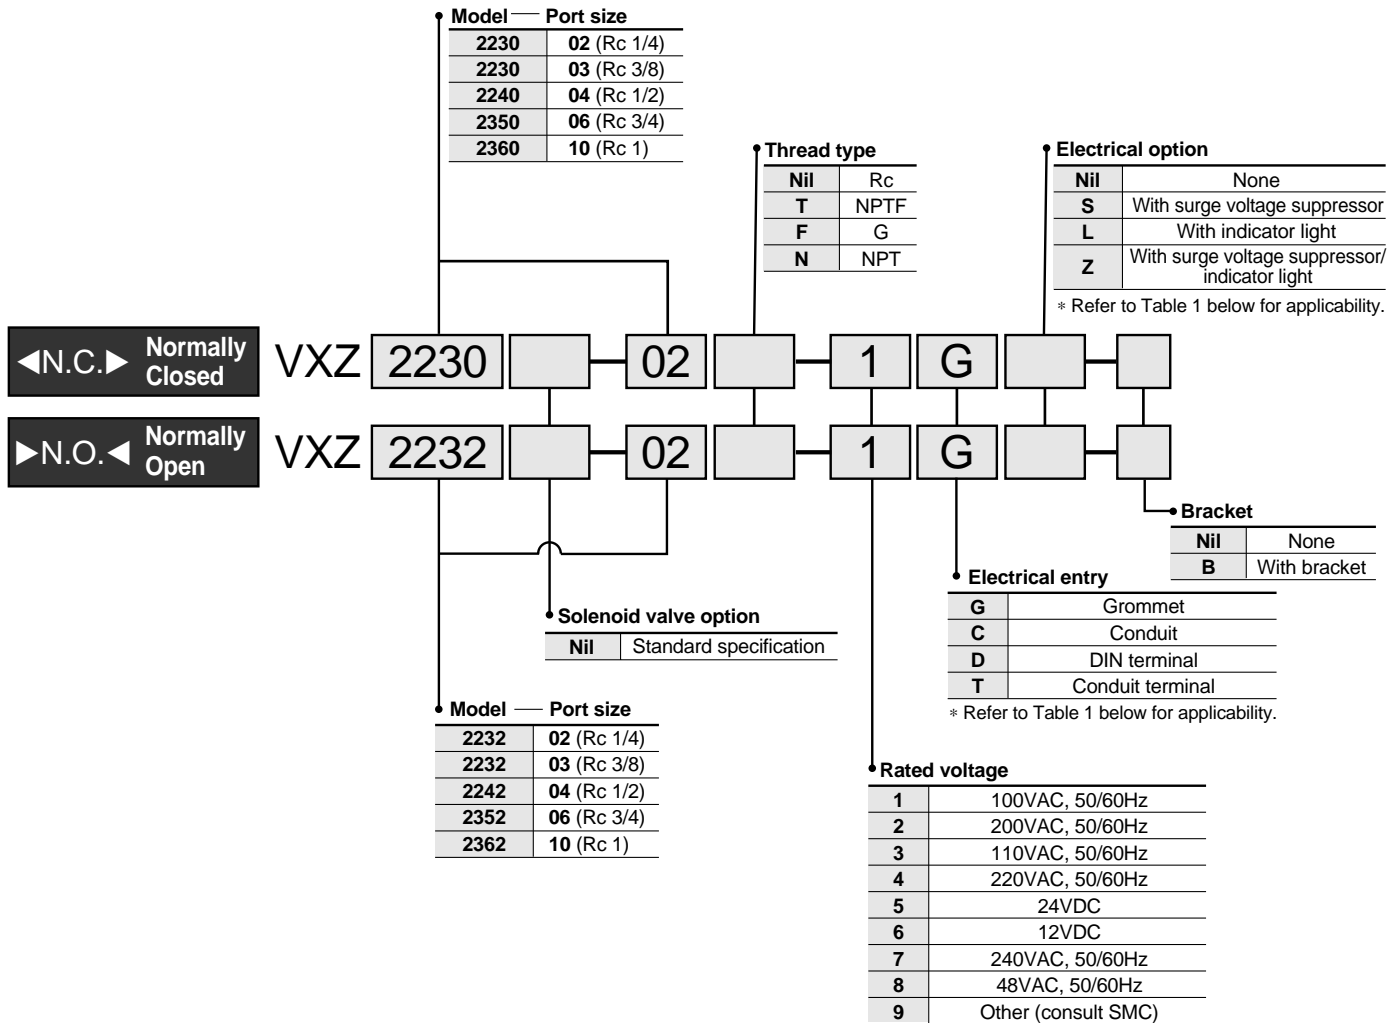 Model — Port size
2230 02 (Rc 1/4)
2230 03 (Rc 3/8)
2240 04 (Rc 1/2)
2350 06 (Rc 3/4)
2360 10 (Rc 1)
Thread type
Nil Rc
T NPTF
F G
N NPT
Electrical option
Nil None
S With surge voltage suppressor
L With indicator light
Z With surge voltage suppressor/
indicator light
* Refer to Table 1 below for applicability.
◀N.C.▶ Normally
Closed
VXZ 2230 – 02 – 1 G –
▶N.O.◀ Normally
Open
VXZ 2232 – 02 – 1 G –
Bracket
Nil None
B With bracket
Electrical entry
G Grommet
C Conduit
D DIN terminal
T Conduit terminal
* Refer to Table 1 below for applicability.
Solenoid valve option
Nil Standard specification
Model — Port size
2232 02 (Rc 1/4)
2232 03 (Rc 3/8)
2242 04 (Rc 1/2)
2352 06 (Rc 3/4)
2362 10 (Rc 1)
Rated voltage
1 100VAC, 50/60Hz
2 200VAC, 50/60Hz
3 110VAC, 50/60Hz
4 220VAC, 50/60Hz
5 24VDC
6 12VDC
7 240VAC, 50/60Hz
8 48VAC, 50/60Hz
9 Other (consult SMC)